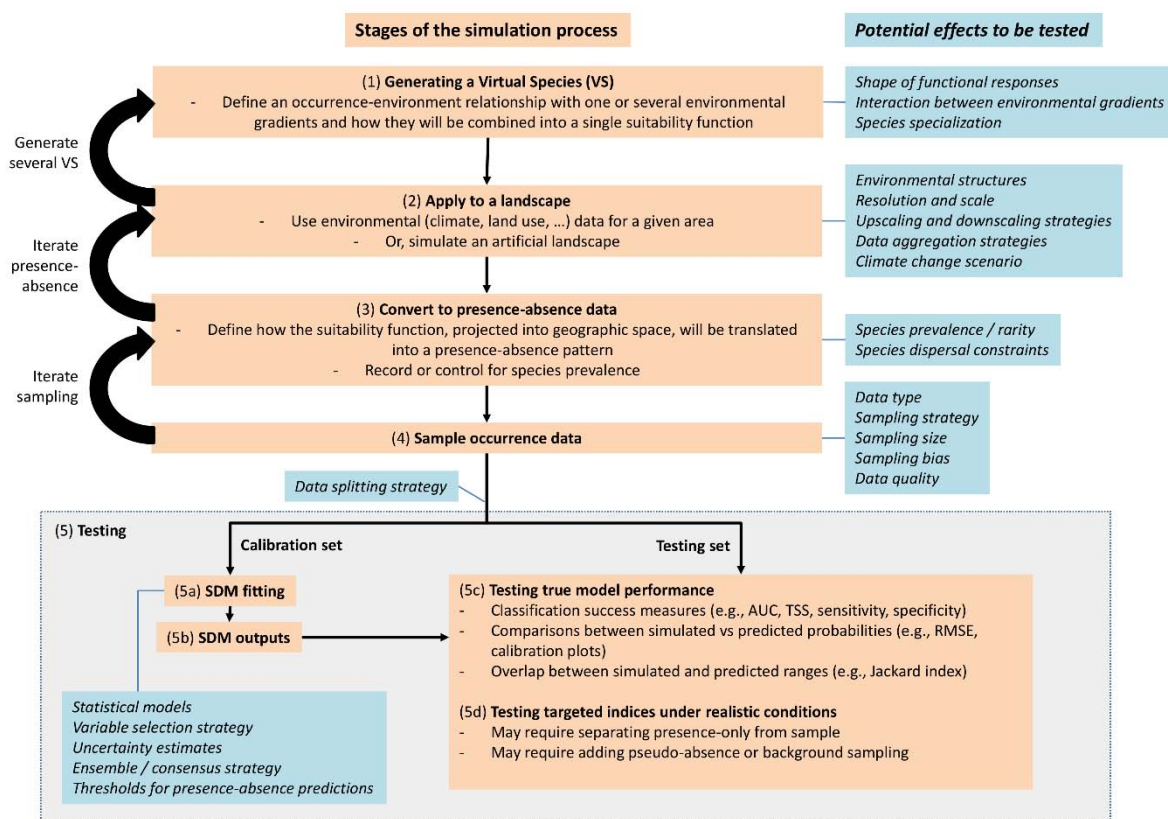 Stages of the simulation process
Potential effects to be tested
(1) Generating a Virtual Species (VS)
- Define an occurrence-environment relationship with one or several environmental
gradients and how they will be combined into a single suitability function
Shape of functional responses
Interaction between environmental gradients
Species specialization
Generate
several VS
(2) Apply to a landscape
- Use environmental (climate, land use, ...) data for a given area
- Or, simulate an artificial landscape
Environmental structures
Resolution and scale
Upscaling and downscaling strategies
Data aggregation strategies
Climate change scenario
Iterate
presence-
absence
(3) Convert to presence-absence data
- Define how the suitability function, projected into geographic space, will be translated
into a presence-absence pattern
- Record or control for species prevalence
Species prevalence / rarity
Species dispersal constraints
Iterate
sampling
(4) Sample occurrence data
Data type
Sampling strategy
Sampling size
Sampling bias
Data quality
Data splitting strategy
(5) Testing
Calibration set
Testing set
(5a) SDM fitting
(5b) SDM outputs
Statistical models
Variable selection strategy
Uncertainty estimates
Ensemble / consensus strategy
Thresholds for presence-absence predictions
(5c) Testing true model performance
- Classification success measures (e.g., AUC, TSS, sensitivity, specificity)
- Comparisons between simulated vs predicted probabilities (e.g., RMSE,
calibration plots)
- Overlap between simulated and predicted ranges (e.g., Jackard index)
(5d) Testing targeted indices under realistic conditions
- May require separating presence-only from sample
- May require adding pseudo-absence or background sampling